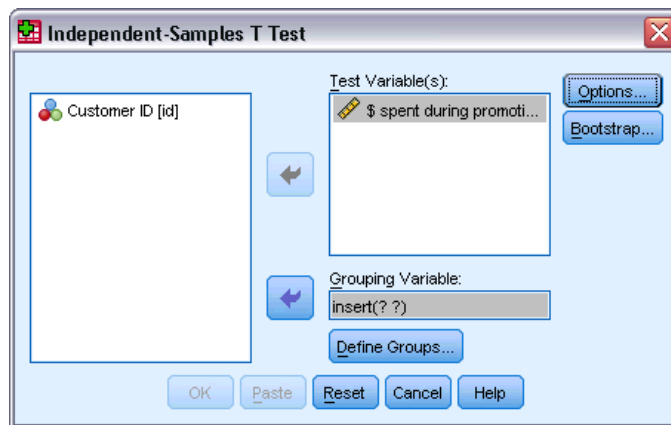 Independent-Samples T Test
Test Variable(s):
Customer ID [id]
$ spent during promoti...
Options...
Bootstrap...
Grouping Variable:
insert(? ?)
Define Groups...
OK
Paste
Reset
Cancel
Help